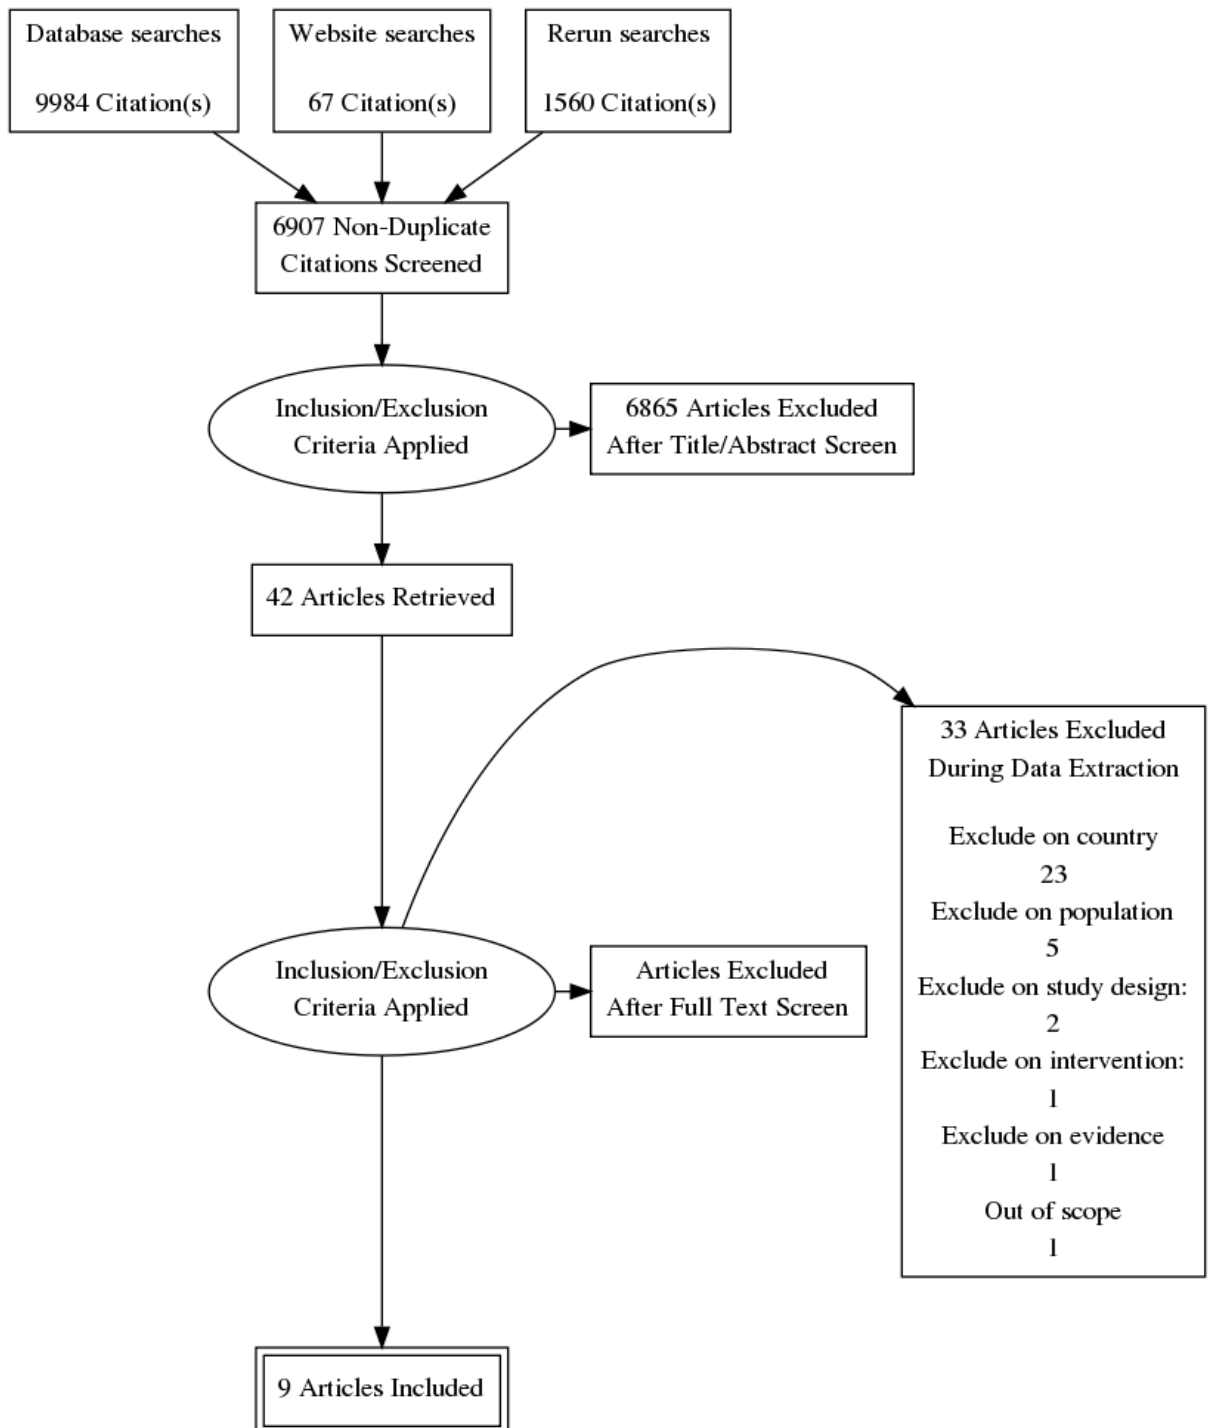 Database searches
9984 Citation(s)
Website searches
67 Citation(s)
Rerun searches
1560 Citation(s)
6907 Non-Duplicate
Citations Screened
Inclusion/Exclusion
Criteria Applied
6865 Articles Excluded
After Title/Abstract Screen
42 Articles Retrieved
33 Articles Excluded
During Data Extraction
Exclude on country
23
Exclude on population
5
Exclude on study design:
2
Exclude on intervention:
1
Exclude on evidence
1
Out of scope
1
Inclusion/Exclusion
Criteria Applied
Articles Excluded
After Full Text Screen
9 Articles Included